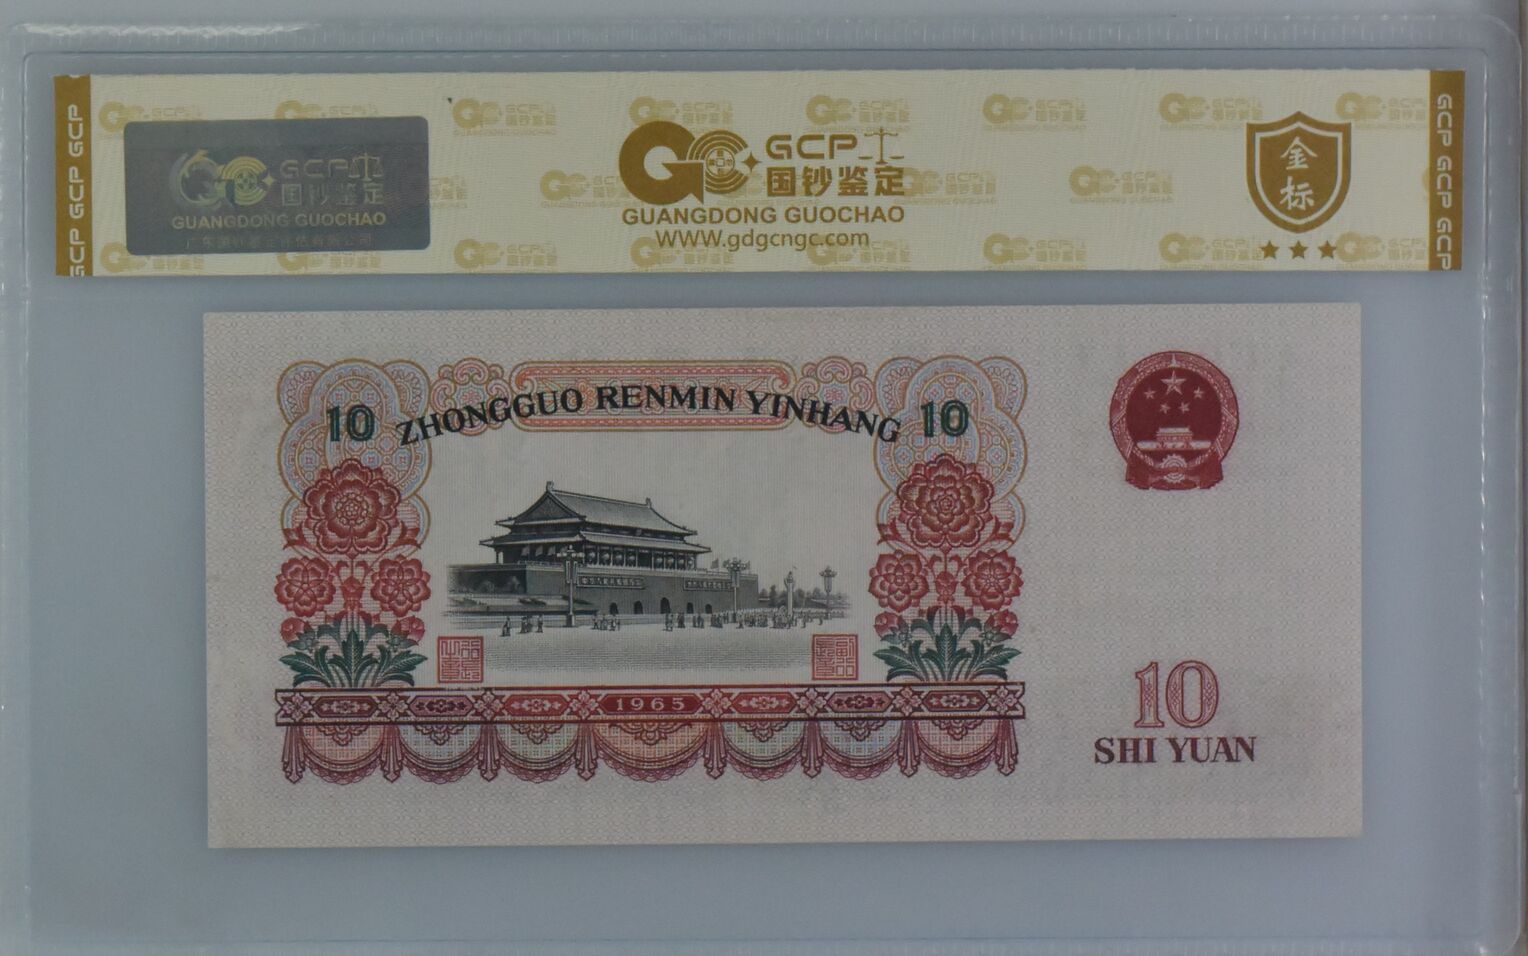 GCP GCP GCP
GCP
国钞鉴定
GUANGDONG GUOCHAO
GCP
国钞鉴定
GUANGDONG GUOCHAO
WWW.gdgcngc.com
金
标
GCP GCP GCP
10 ZHONGGUO RENMIN YINHANG 10
1965
10
SHI YUAN